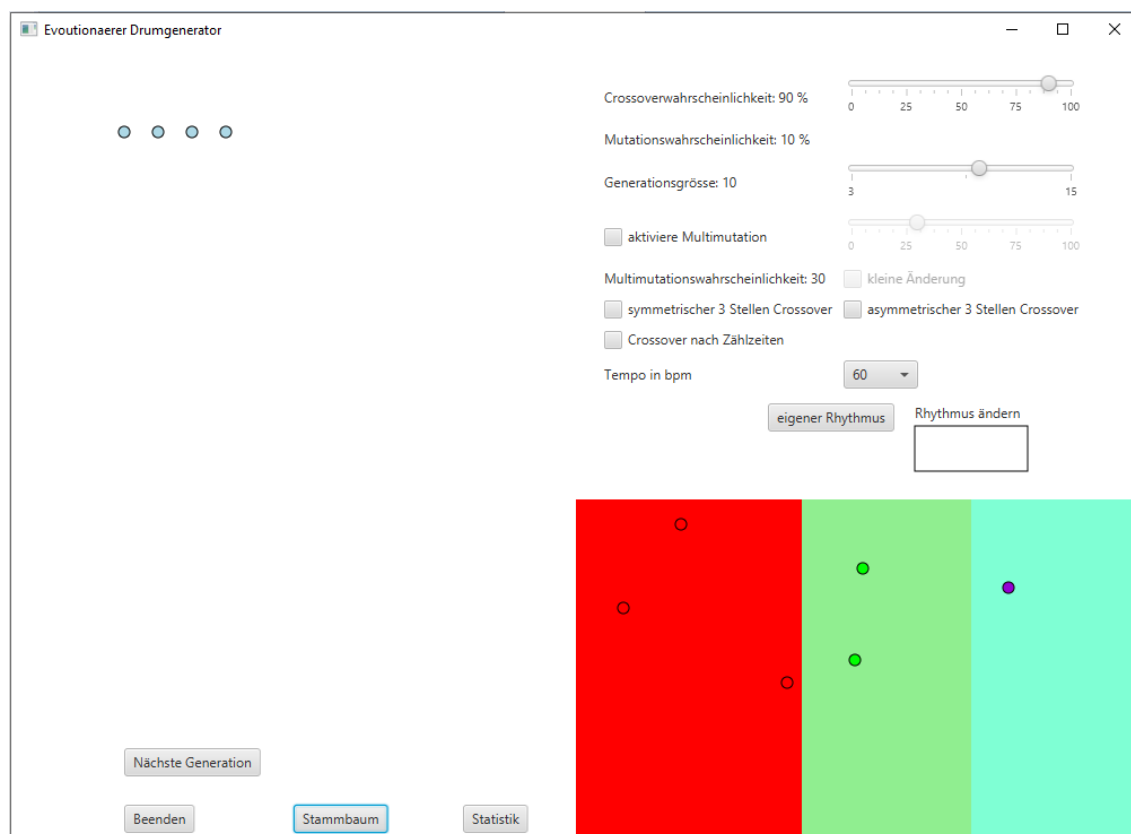 Evoutionaerer Drumgenerator
Crossoverwahrscheinlichkeit: 90 %
0 25 50 75 100
Mutationswahrscheinlichkeit: 10 %
Generationsgrösse: 10
3 15
aktiviere Multimutation
0 25 50 75 100
Multimutationswahrscheinlichkeit: 30 kleine Änderung
symmetrischer 3 Stellen Crossover asymmetrischer 3 Stellen Crossover
Crossover nach Zählzeiten
Tempo in bpm 60
eigener Rhythmus Rhythmus ändern
Nächste Generation
Beenden Stammbaum Statistik